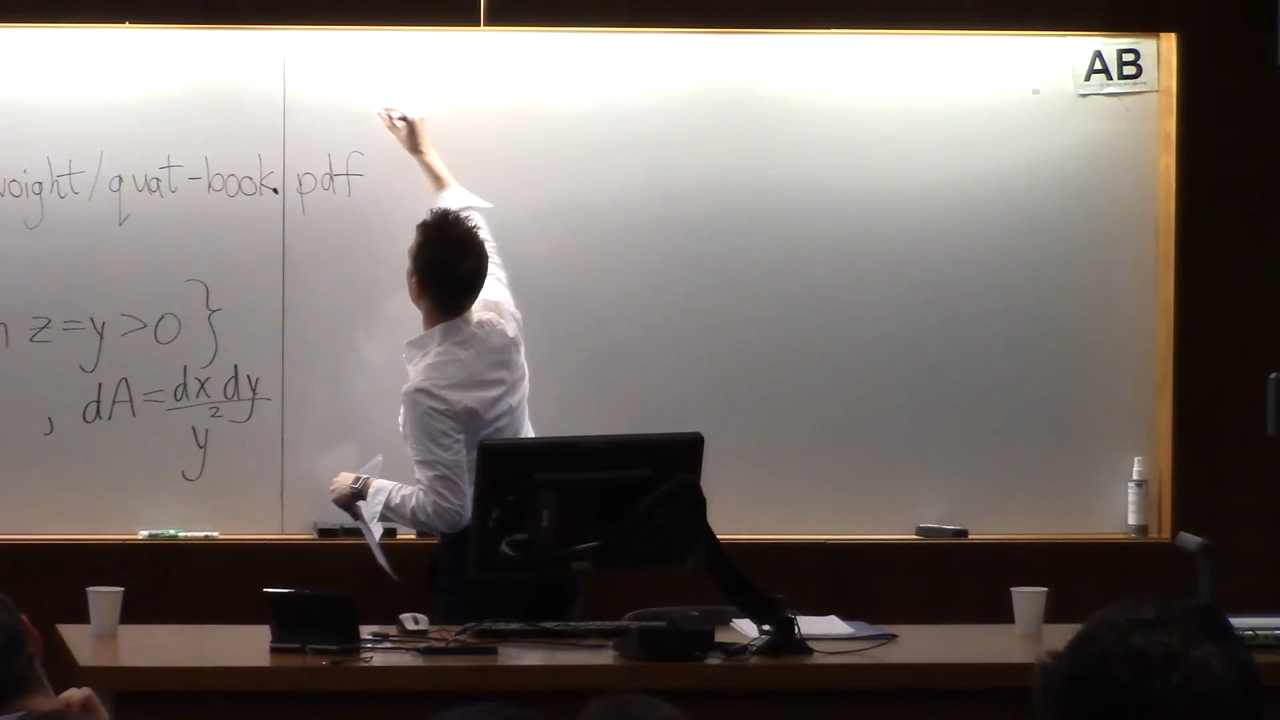 voight/quat-book.pdf
z=y>0}
, dA=dx dy/y²
AB